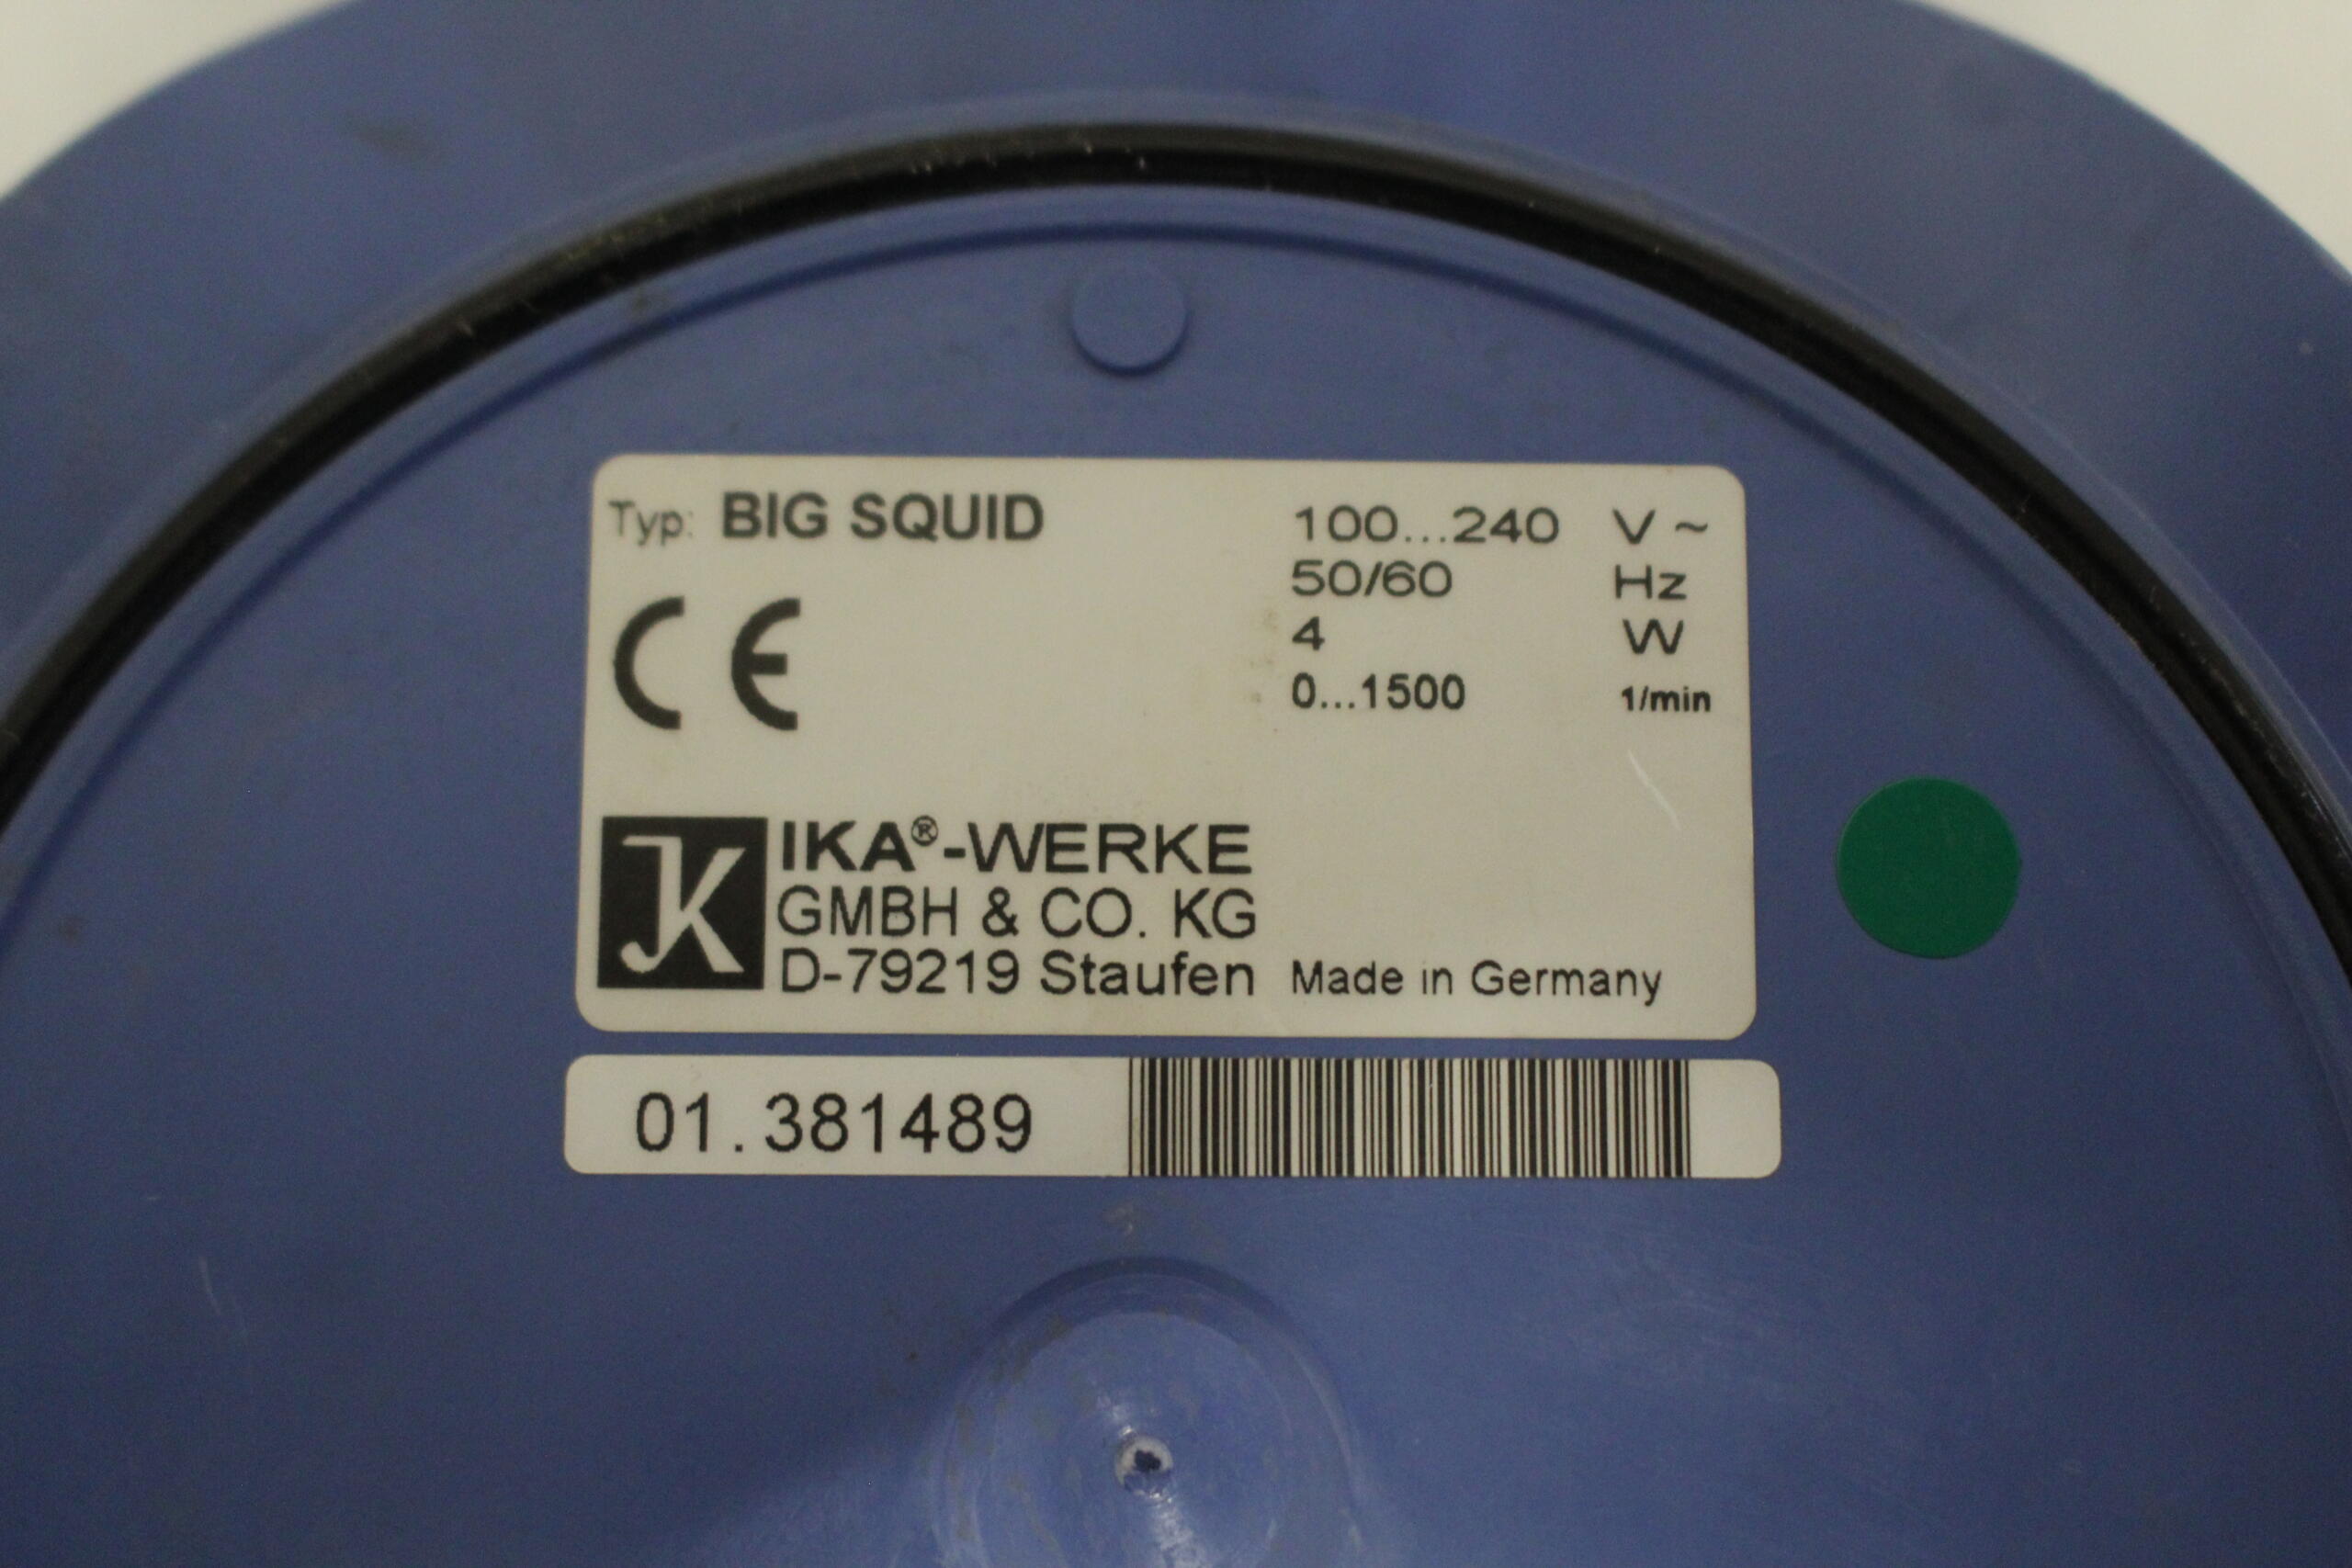 Typ: BIG SQUID
100...240 V ~
50/60 Hz
4 W
0...1500 1/min
CE
IK
IKA®-WERKE
GMBH & CO. KG
D-79219 Staufen
Made in Germany
01.381489